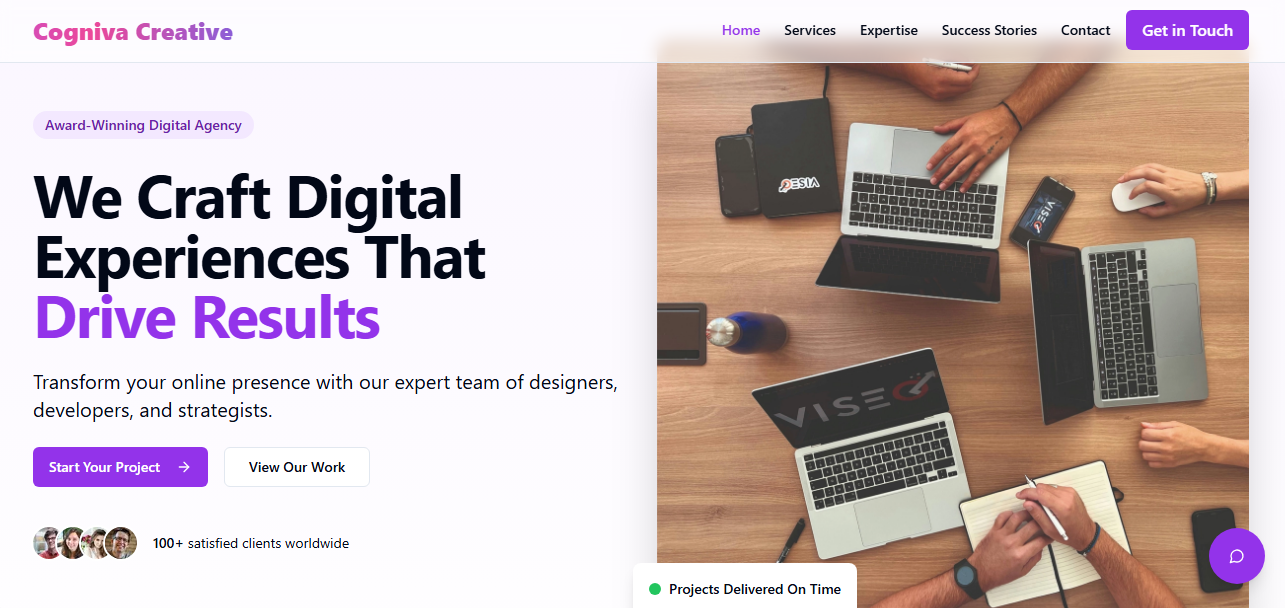 Cogniva Creative
Home
Services
Expertise
Success Stories
Contact
Get in Touch
Award-Winning Digital Agency
We Craft Digital
Experiences That
Drive Results
Transform your online presence with our expert team of designers,
developers, and strategists.
Start Your Project
View Our Work
100+ satisfied clients worldwide
VISEO
VISEO
Projects Delivered On Time